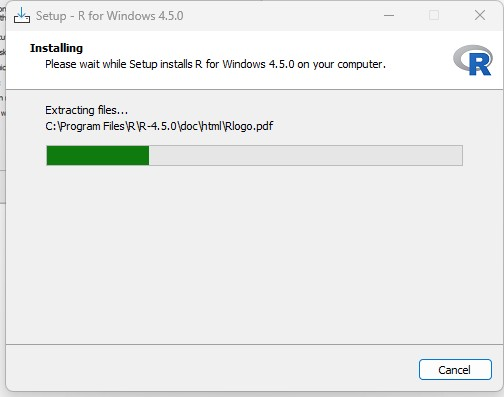 Setup - R for Windows 4.5.0
Installing
Please wait while Setup installs R for Windows 4.5.0 on your computer.
R
Extracting files...
C:\Program Files\R\R-4.5.0\doc\html\Rlogo.pdf
Cancel